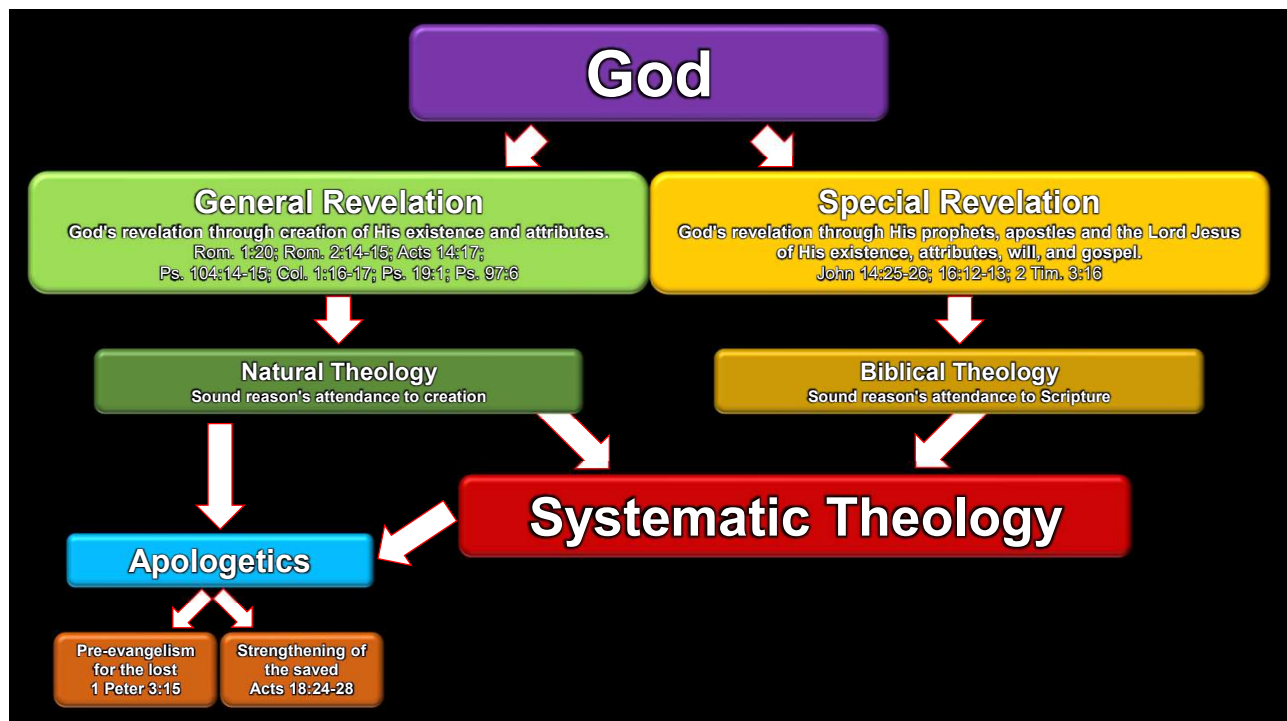 God
General Revelation
God's revelation through creation of His existence and attributes.
Rom. 1:20; Rom. 2:14-15; Acts 14:17;
Ps. 104:14-15; Col. 1:16-17; Ps. 19:1; Ps. 97:6
Special Revelation
God's revelation through His prophets, apostles and the Lord Jesus
of His existence, attributes, will, and gospel.
John 14:25-26; 16:12-13; 2 Tim. 3:16
Natural Theology
Sound reason's attendance to creation
Biblical Theology
Sound reason's attendance to Scripture
Systematic Theology
Apologetics
Pre-evangelism
for the lost
1 Peter 3:15
Strengthening of
the saved
Acts 18:24-28